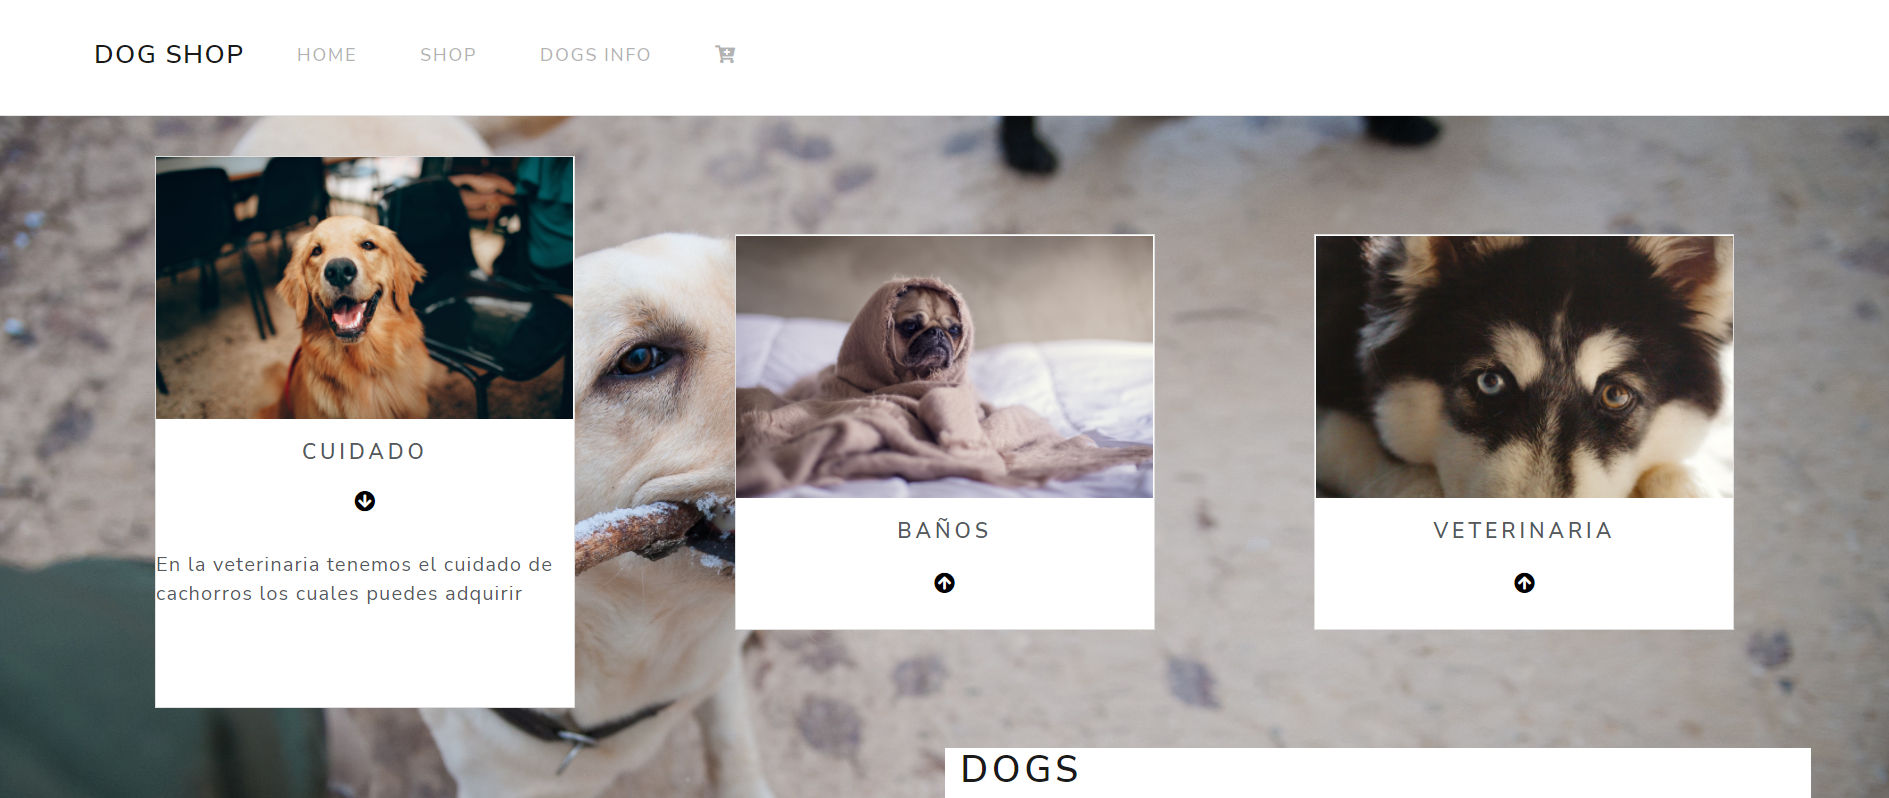 DOG SHOP HOME SHOP DOGS INFO
CUIDADO
En la veterinaria tenemos el cuidado de
cachorros los cuales puedes adquirir
BAÑOS
VETERINARIA
DOGS